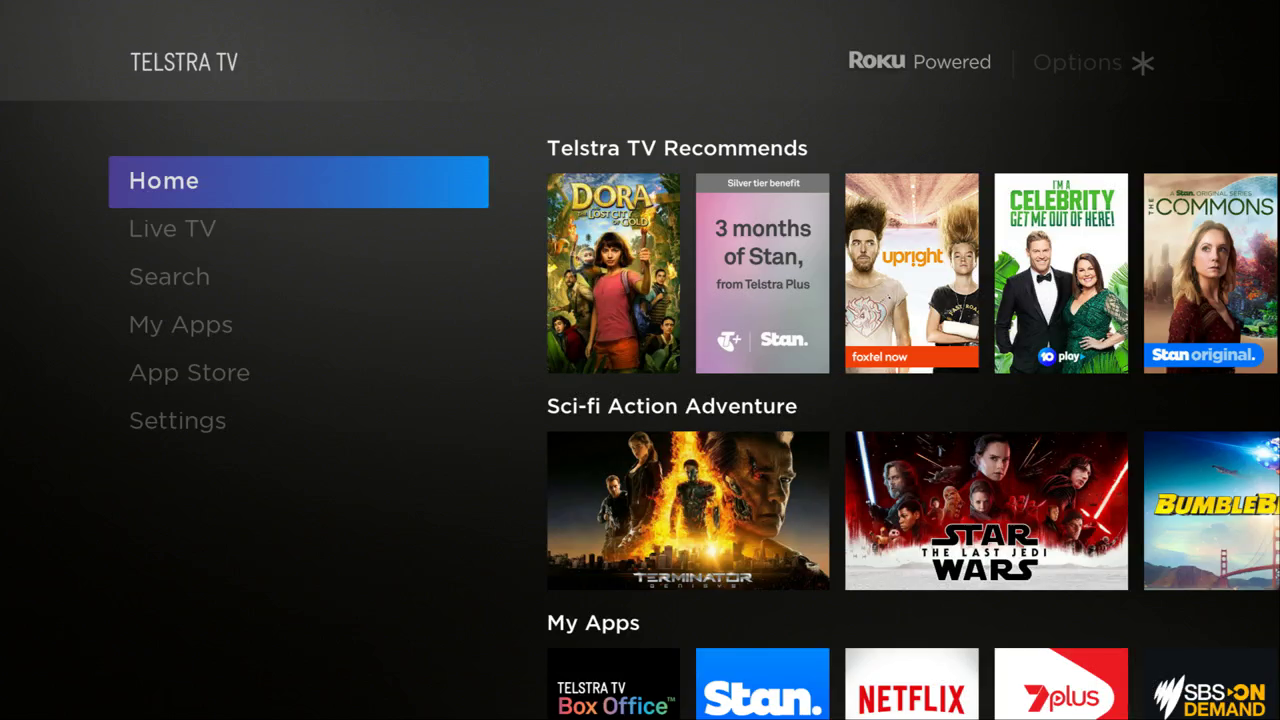 TELSTRA TV
Roku Powered
Options
Home
Live TV
Search
My Apps
App Store
Settings
Telstra TV Recommends
DORA
AND THE LOST CITY
OF GOLD
Silver tier benefit
3 months
of Stan,
from Telstra Plus
T+ Stan.
upright
foxtel now
I'M A
CELEBRITY
GET ME OUT OF HERE!
10 play
A Stan. ORIGINAL SERIES
THE COMMONS
Stan original.
Sci-fi Action Adventure
TERMINATOR
GENISYS
STAR
THE LAST JEDI
WARS
BUMBLEB
My Apps
TELSTRA TV
Box Office™
Stan.
NETFLIX
7plus
SBS ON
DEMAND